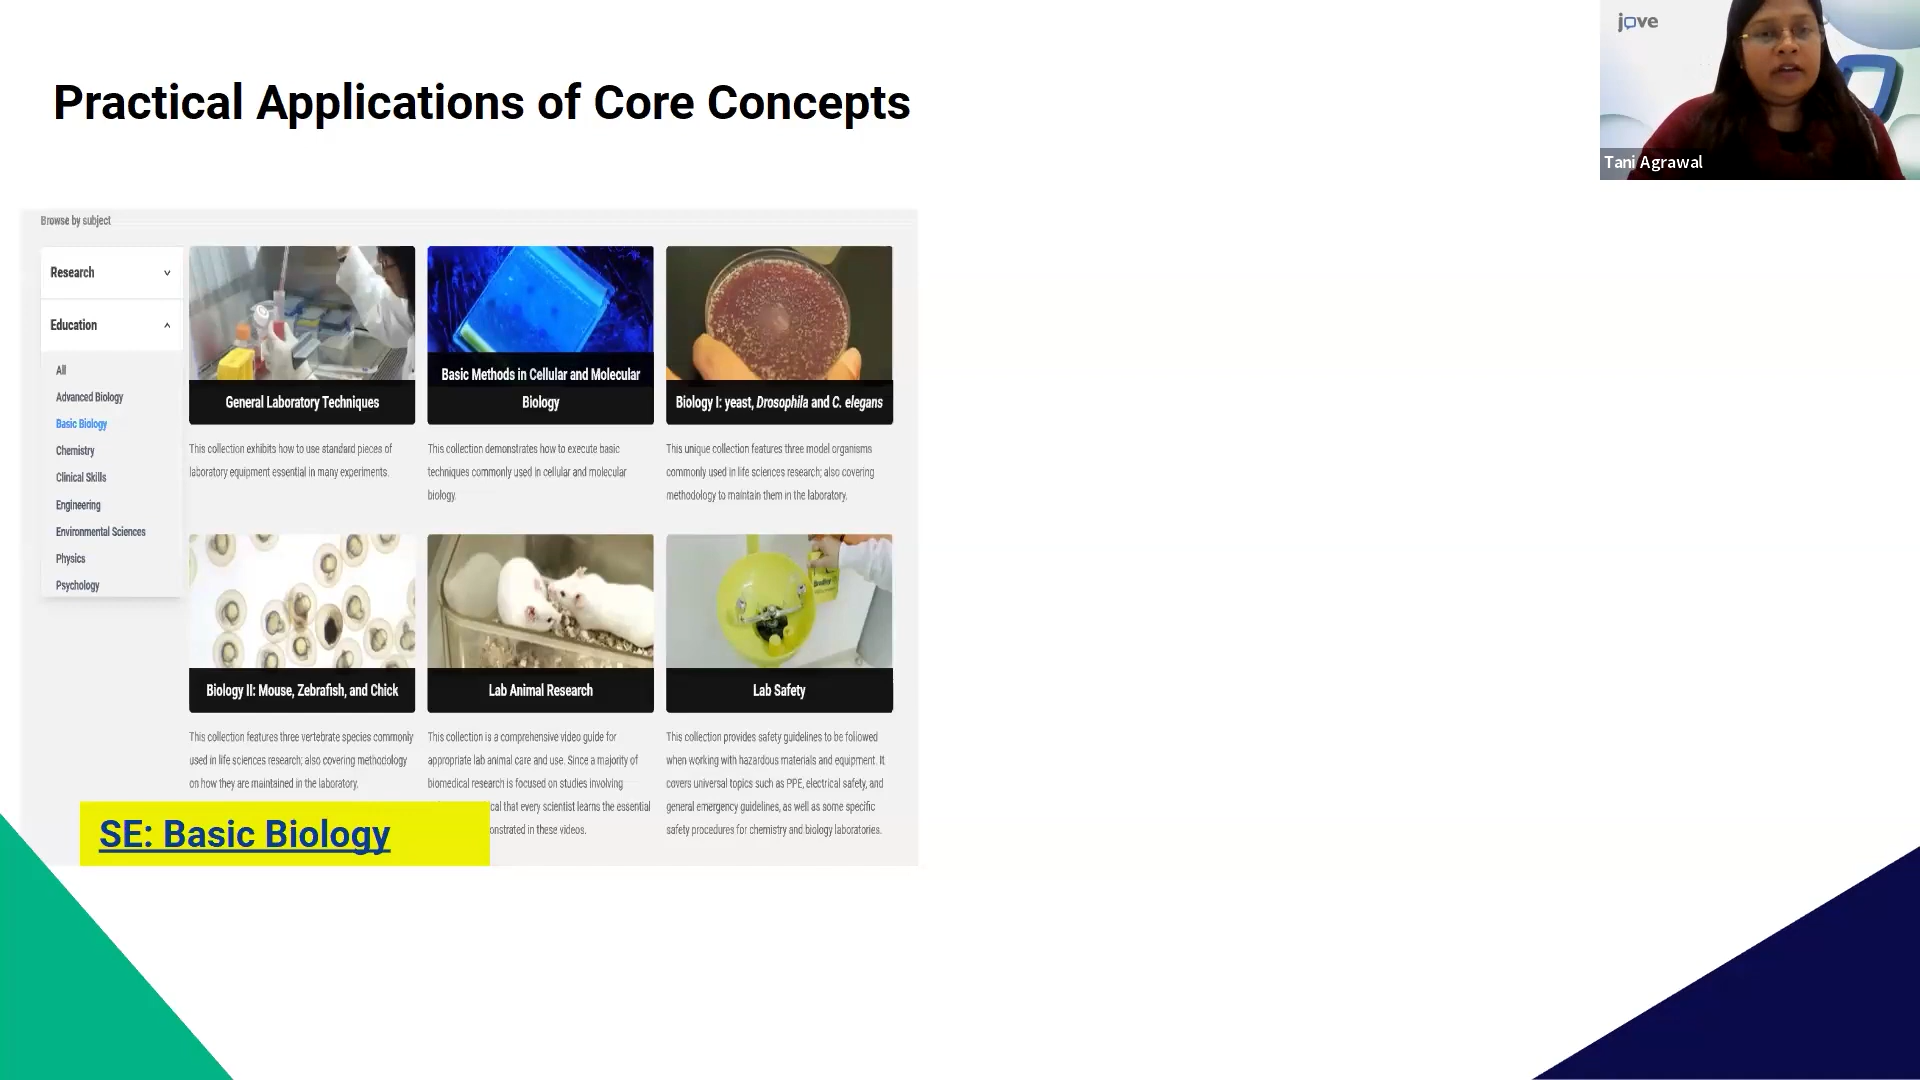 jove
Tani Agrawal
Practical Applications of Core Concepts
Browse by subject
Research
Education
All
Advanced Biology
Basic Biology
Chemistry
Clinical Skills
Engineering
Environmental Sciences
Physics
Psychology
General Laboratory Techniques
This collection exhibits how to use standard pieces of
laboratory equipment essential in many experiments.
Basic Methods in Cellular and Molecular
Biology
This collection demonstrates how to execute basic
techniques commonly used in cellular and molecular
biology.
Biology I: yeast, Drosophila and C. elegans
This unique collection features three model organisms
commonly used in life sciences research; also covering
methodology to maintain them in the laboratory.
Biology II: Mouse, Zebrafish, and Chick
This collection features three vertebrate species commonly
used in life sciences research; also covering methodology
on how they are maintained in the laboratory.
Lab Animal Research
This collection is a comprehensive video guide for
appropriate lab animal care and use. Since a majority of
biomedical research is focused on studies involving
that every scientist learns the essential
in these videos.
Lab Safety
This collection provides safety guidelines to be followed
when working with hazardous materials and equipment. It
covers universal topics such as PPE, electrical safety, and
general emergency guidelines, as well as some specific
safety procedures for chemistry and biology laboratories.
SE: Basic Biology